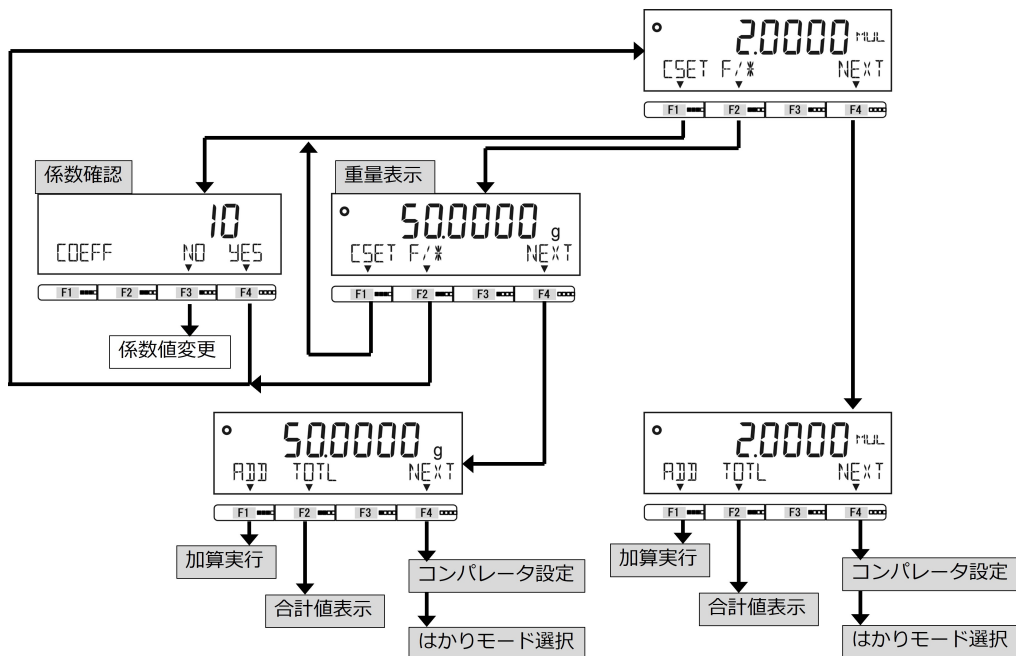 2.0000 MUL
CSET F/* NEXT
F1 F2 F3 F4
係数確認
10
COEFF NO YES
F1 F2 F3 F4
係数値変更
重量表示
50.0000 g
CSET F/* NEXT
F1 F2 F3 F4
50.0000 g
ADD TOTL NEXT
F1 F2 F3 F4
加算実行
合計値表示
コンパレータ設定
はかりモード選択
2.0000 MUL
ADD TOTL NEXT
F1 F2 F3 F4
加算実行
合計値表示
コンパレータ設定
はかりモード選択